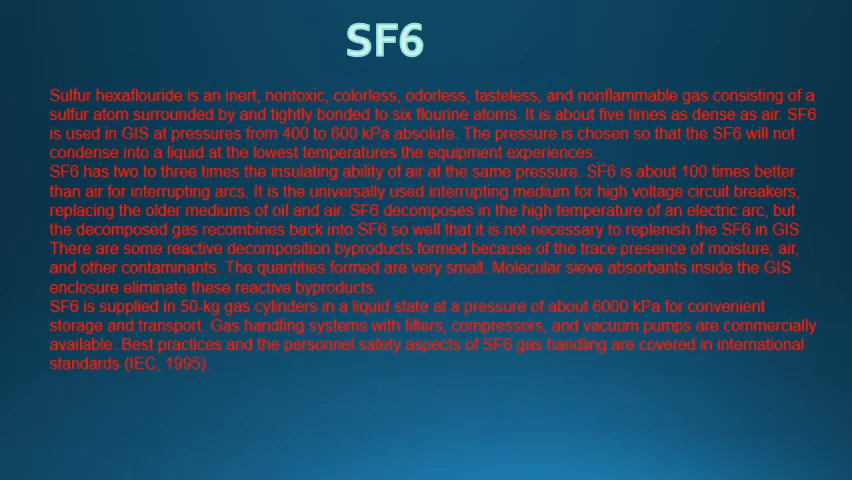 SF6
Sulfur hexaflouride is an inert, nontoxic, colorless, odorless, tasteless, and nonflammable gas consisting of a
sulfur atom surrounded by and tightly bonded to six flourine atoms. It is about five times as dense as air. SF6
is used in GIS at pressures from 400 to 600 kPa absolute. The pressure is chosen so that the SF6 will not
condense into a liquid at the lowest temperatures the equipment experiences.
SF6 has two to three times the insulating ability of air at the same pressure. SF6 is about 100 times better
than air for interrupting arcs. It is the universally used interrupting medium for high voltage circuit breakers,
replacing the older mediums of oil and air. SF6 decomposes in the high temperature of an electric arc, but
the decomposed gas recombines back into SF6 so well that it is not necessary to replenish the SF6 in GIS
There are some reactive decomposition byproducts formed because of the trace presence of moisture, air,
and other contaminants. The quantities formed are very small. Molecular sieve absorbants inside the GIS
enclosure eliminate these reactive byproducts.
SF6 is supplied in 50-kg gas cylinders in a liquid state at a pressure of about 6000 kPa for convenient
storage and transport. Gas handling systems with filters, compressors, and vacuum pumps are commercially
available. Best practices and the personnel safety aspects of SF6 gas handling are covered in international
standards (IEC, 1995)